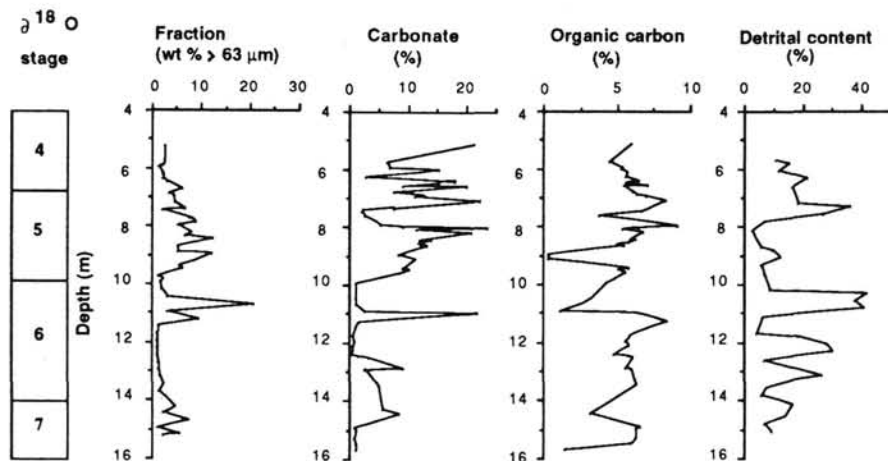 ∂ 18 O
stage
Fraction
(wt % > 63 µm)
Carbonate
(%)
Organic carbon
(%)
Detrital content
(%)
0 10 20 30
0 10 20
0 5 10
0 20 40
Depth (m)
4
6
8
10
12
14
16
4
6
8
10
12
14
16
4
6
8
10
12
14
16
4
6
8
10
12
14
16
4
5
6
7